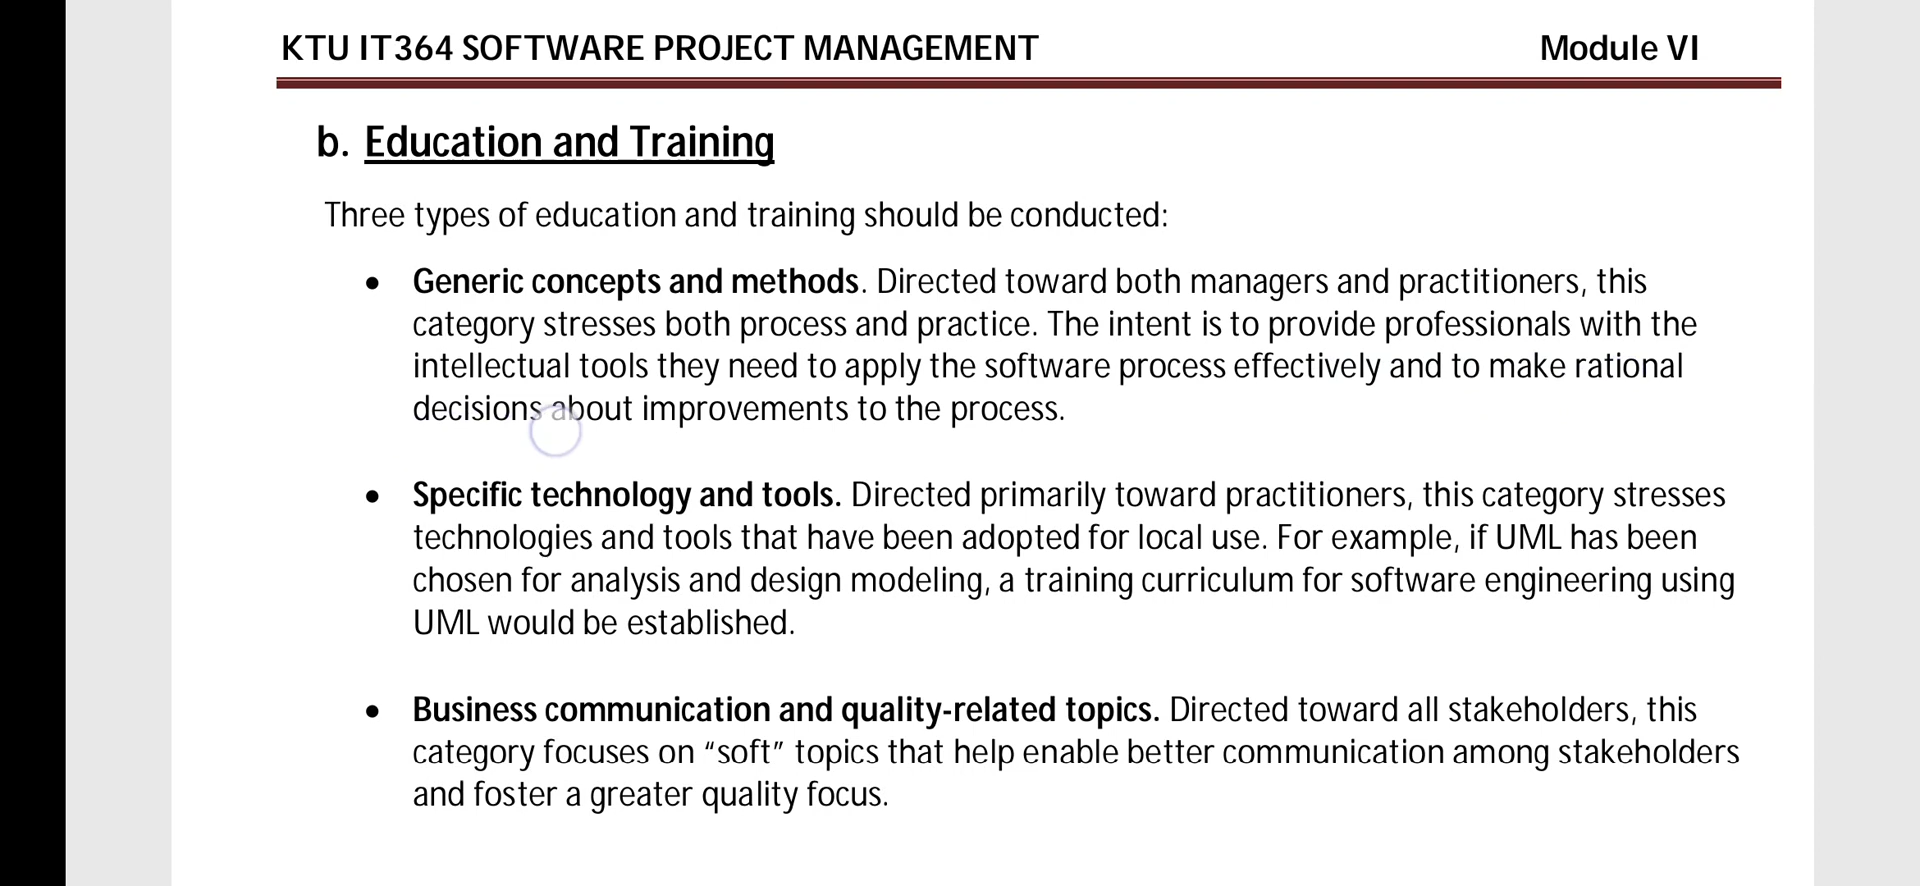 KTU IT364 SOFTWARE PROJECT MANAGEMENT Module VI
b. Education and Training
Three types of education and training should be conducted:
• Generic concepts and methods. Directed toward both managers and practitioners, this
category stresses both process and practice. The intent is to provide professionals with the
intellectual tools they need to apply the software process effectively and to make rational
decisions about improvements to the process.
• Specific technology and tools. Directed primarily toward practitioners, this category stresses
technologies and tools that have been adopted for local use. For example, if UML has been
chosen for analysis and design modeling, a training curriculum for software engineering using
UML would be established.
• Business communication and quality-related topics. Directed toward all stakeholders, this
category focuses on “soft” topics that help enable better communication among stakeholders
and foster a greater quality focus.